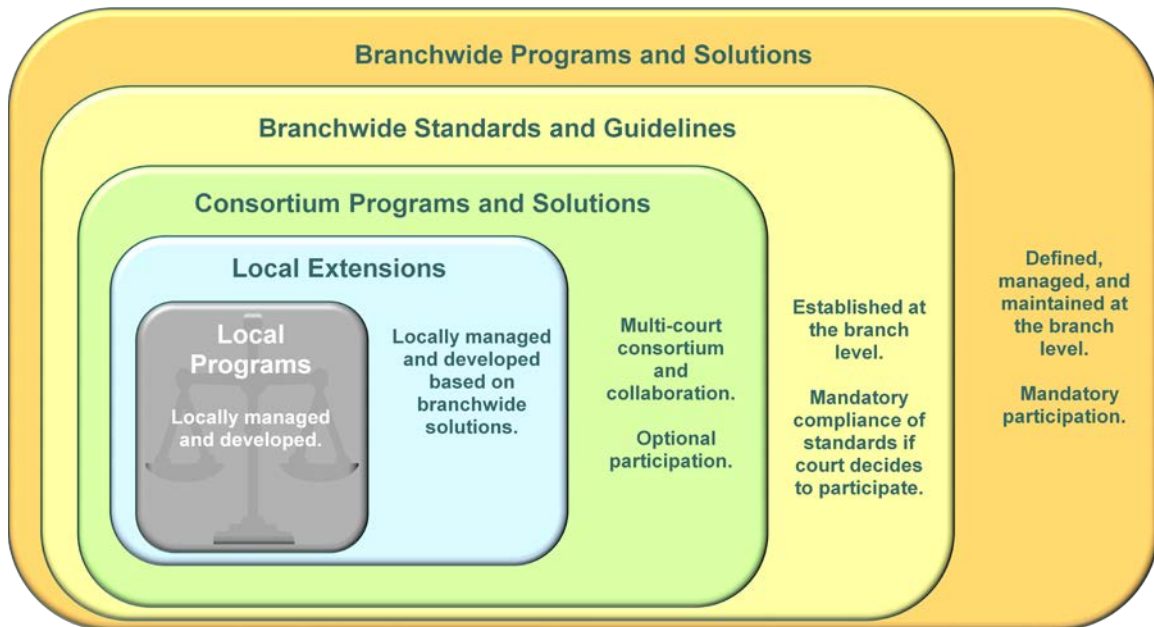 Branchwide Programs and Solutions
Branchwide Standards and Guidelines
Consortium Programs and Solutions
Local Extensions
Local
Programs
Locally managed
and developed.
Locally managed
and developed
based on
branchwide
solutions.
Multi-court
consortium
and
collaboration.
Optional
participation.
Established at
the branch
level.
Mandatory
compliance of
standards if
court decides
to participate.
Defined,
managed, and
maintained at
the branch
level.
Mandatory
participation.